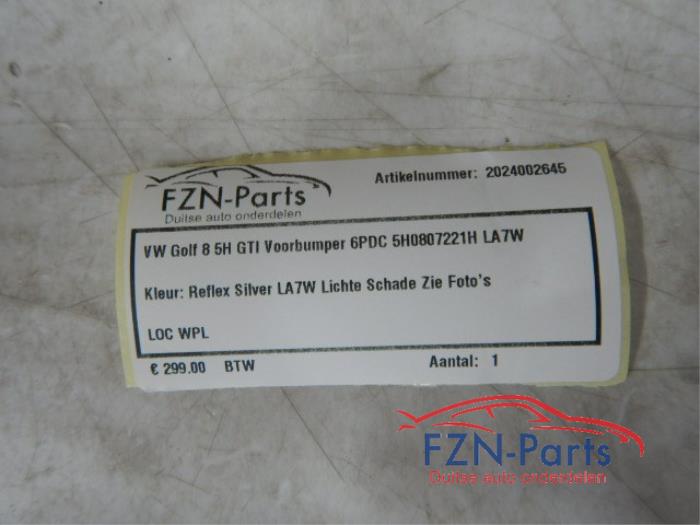 FZN-Parts
Duitse auto onderdelen
Artikelnummer: 2024002645
VW Golf 8 5H GTI Voorbumper 6PDC 5H0807221H LA7W
Kleur: Reflex Silver LA7W Lichte Schade Zie Foto's
LOC WPL
€ 299.00 BTW
Aantal: 1
FZN-Parts
Duitse auto onderdelen